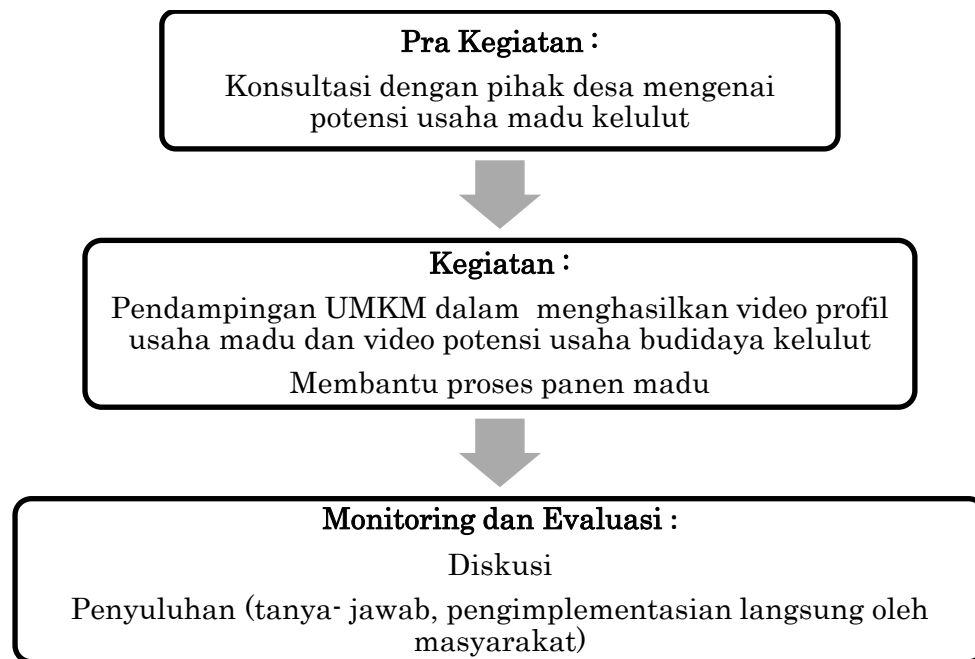 Pra Kegiatan :
Konsultasi dengan pihak desa mengenai
potensi usaha madu kelulut
Kegiatan :
Pendampingan UMKM dalam  menghasilkan video profil
usaha madu dan video potensi usaha budidaya kelulut
Membantu proses panen madu
Monitoring dan Evaluasi :
Diskusi
Penyuluhan (tanya- jawab, pengimplementasian langsung oleh
masyarakat)